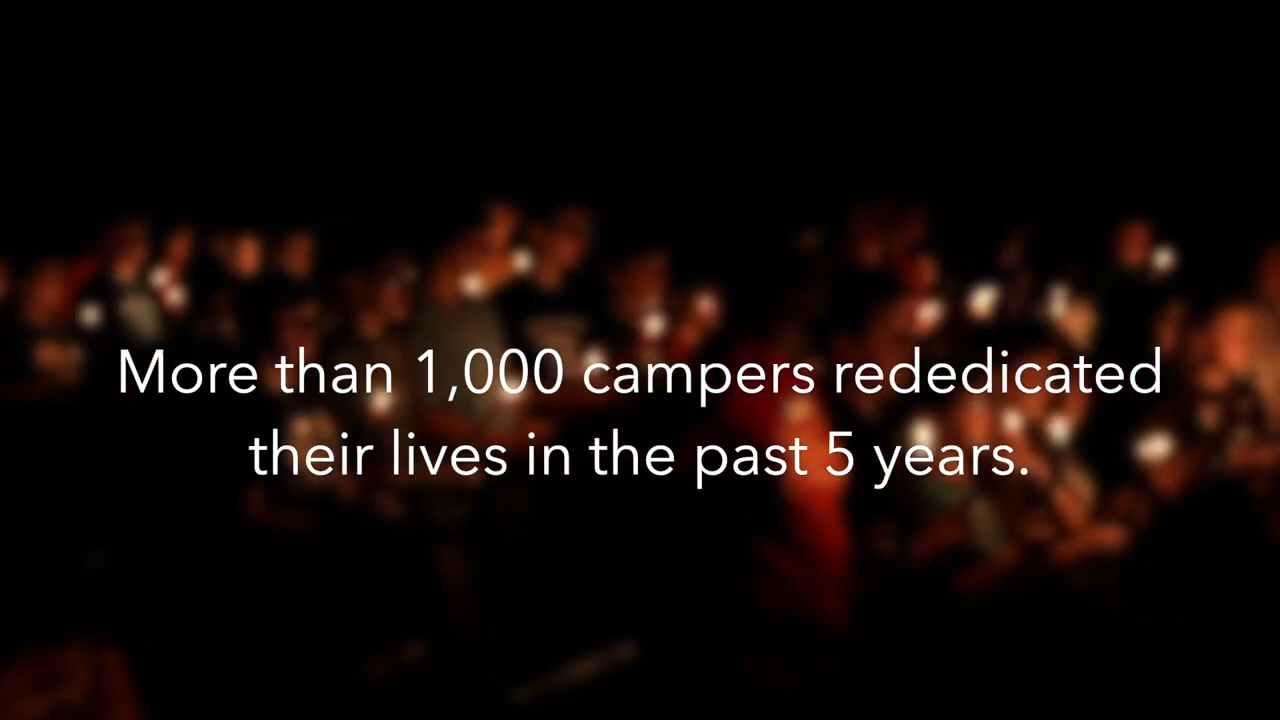 More than 1,000 campers rededicated
their lives in the past 5 years.